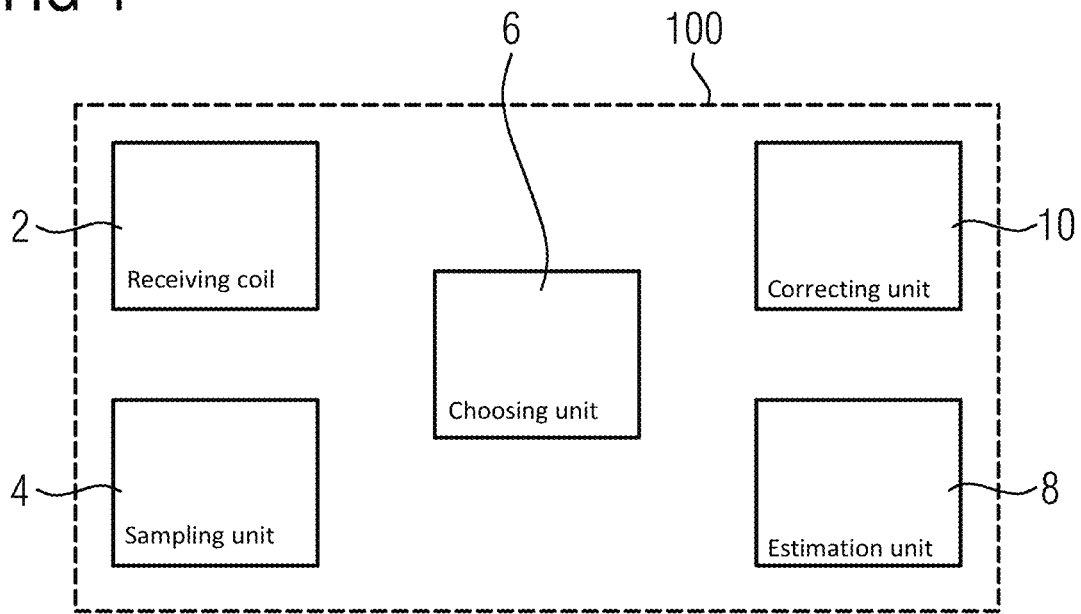 6 100
2 Receiving coil
10 Correcting unit
Choosing unit
4 Sampling unit
8 Estimation unit